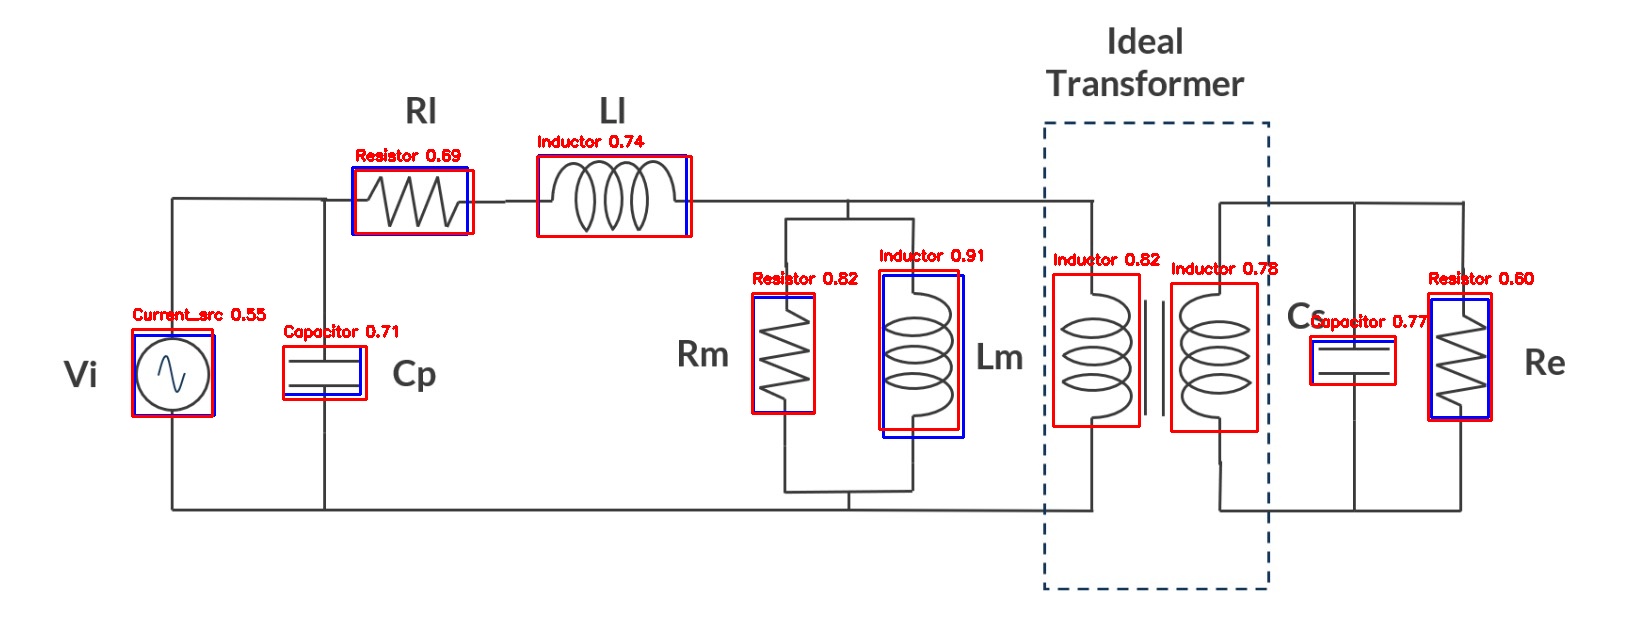 Ideal
Transformer
Rl
Ll
Resistor 0.69
Inductor 0.74
Inductor 0.91
Inductor 0.82
Inductor 0.78
Resistor 0.82
Resistor 0.60
Current_src 0.55
Capacitor 0.71
Cs
Capacitor 0.77
Vi
Cp
Rm
Lm
Re